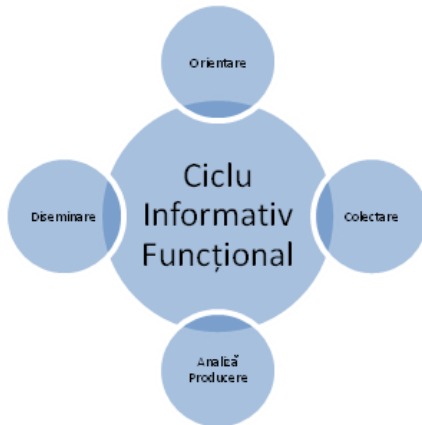 Orientare
Ciclu
Informativ
Funcțional
Diseminare
Colectare
Analiză
Producere